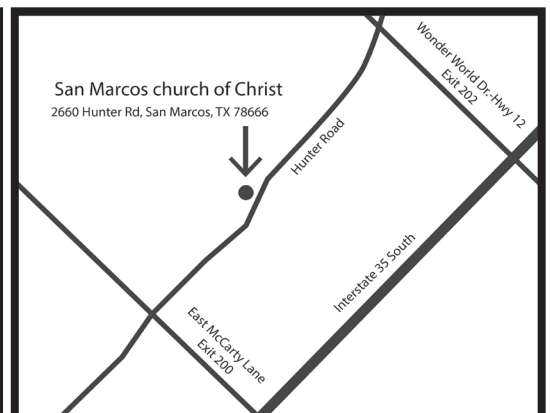 Wonder World Dr.-Hwy 12
Exit 202
San Marcos church of Christ
2660 Hunter Rd, San Marcos, TX 78666
Hunter Road
Interstate 35 South
East McCarty Lane
Exit 200